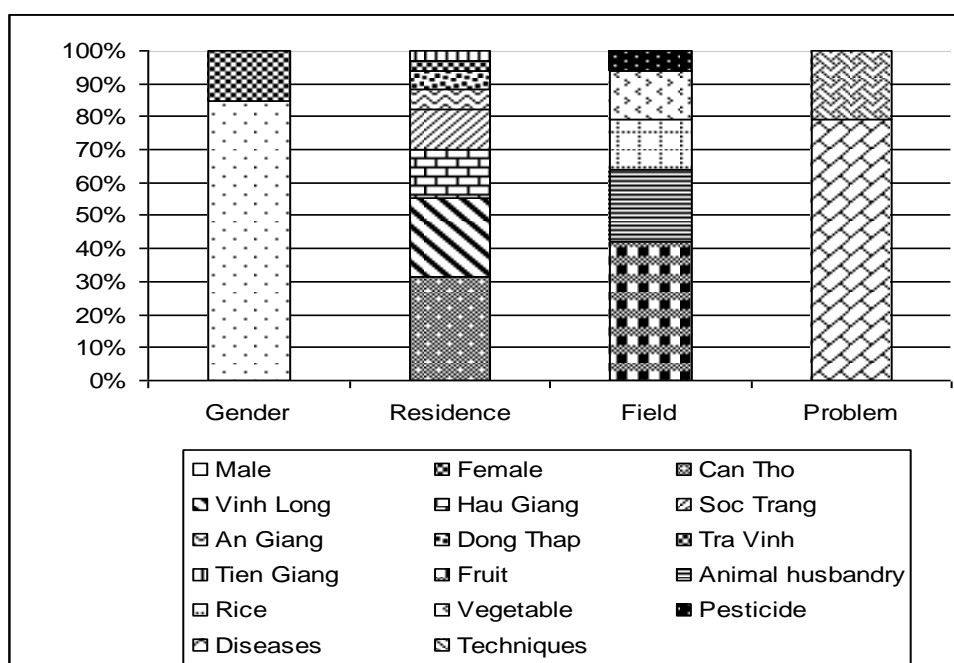 100%
90%
80%
70%
60%
50%
40%
30%
20%
10%
0%
Gender Residence Field Problem
Male Female Can Tho
Vinh Long Hau Giang Soc Trang
An Giang Dong Thap Tra Vinh
Tien Giang Fruit Animal husbandry
Rice Vegetable Pesticide
Diseases Techniques